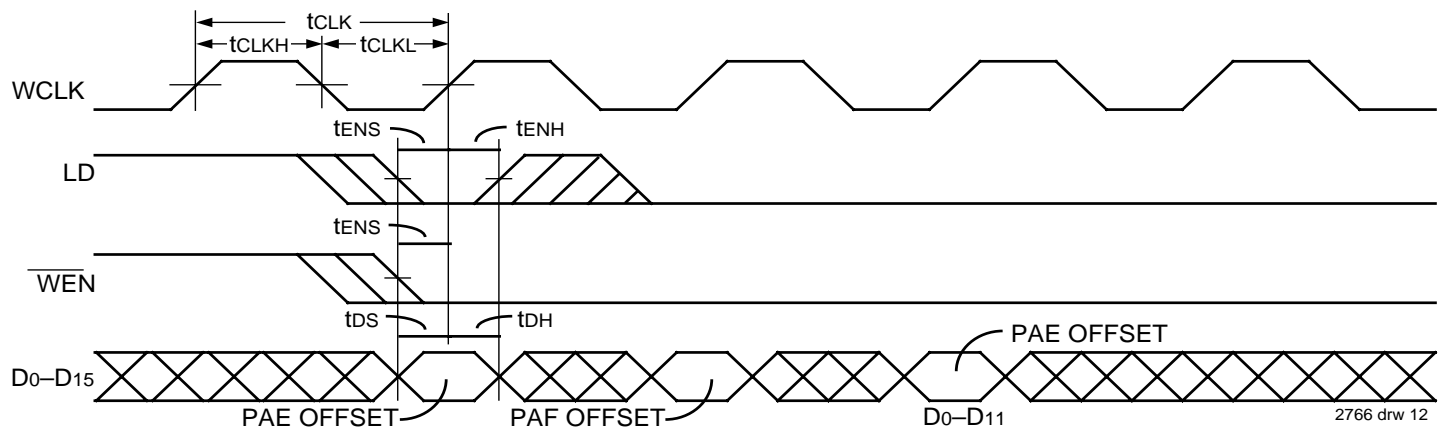 tCLK
tCLKH
tCLKL
WCLK
tENS
tENH
LD
tENS
WEN
tDS
tDH
PAE OFFSET
D0–D15
PAE OFFSET
PAF OFFSET
D0–D11
2766 drw 12